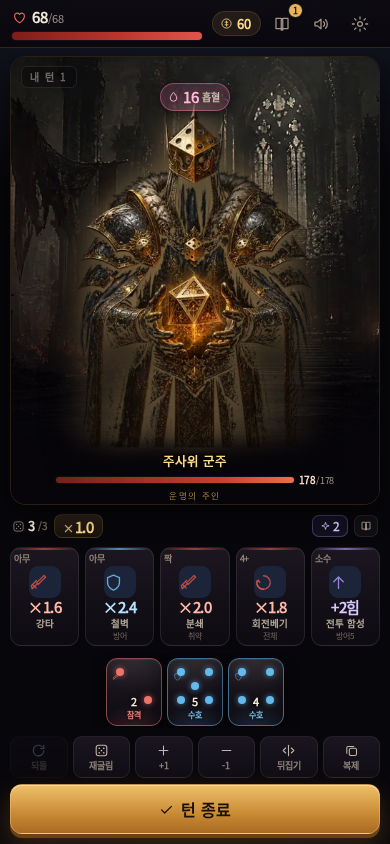 68/68
60
1
내 턴 1
16 흡혈
주사위 군주
178/178
운명의 주인
3/3 ×1.0
2
아무 아무 짝 4+ 소수
×1.6 ×2.4 ×2.0 ×1.8 +2힘
강타 철벽 분쇄 회전베기 전투 함성
방어 취약 전체 방어5
2 5 4
참격 수호 수호
되돌 재굴림 +1 -1 뒤집기 복제
턴 종료